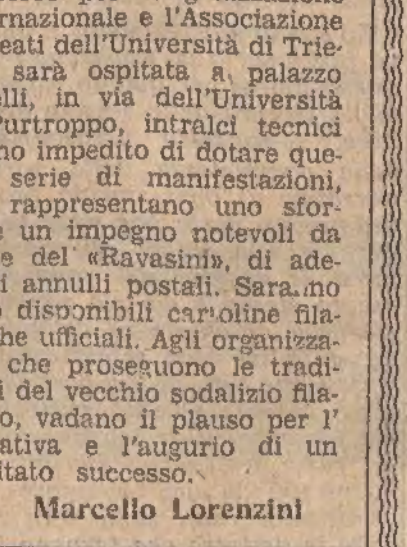 rnazionale e l'Associazione
eati dell'Università di Trie-
sarà ospitata a palazzo
lli, in via dell'Università
Purtroppo, intralci tecnici
no impedito di dotare que-
serie di manifestazioni,
rappresentano uno sfor-
e un impegno notevoli da
e del «Ravasini», di ade-
i annulli postali. Saranno
o disponibili cartoline fila-
he ufficiali. Agli organizza-
che proseguono le tradi-
i del vecchio sodalizio fila-
o, vadano il plauso per l'
ativa e l'augurio di un
itato successo.
Marcello Lorenzini